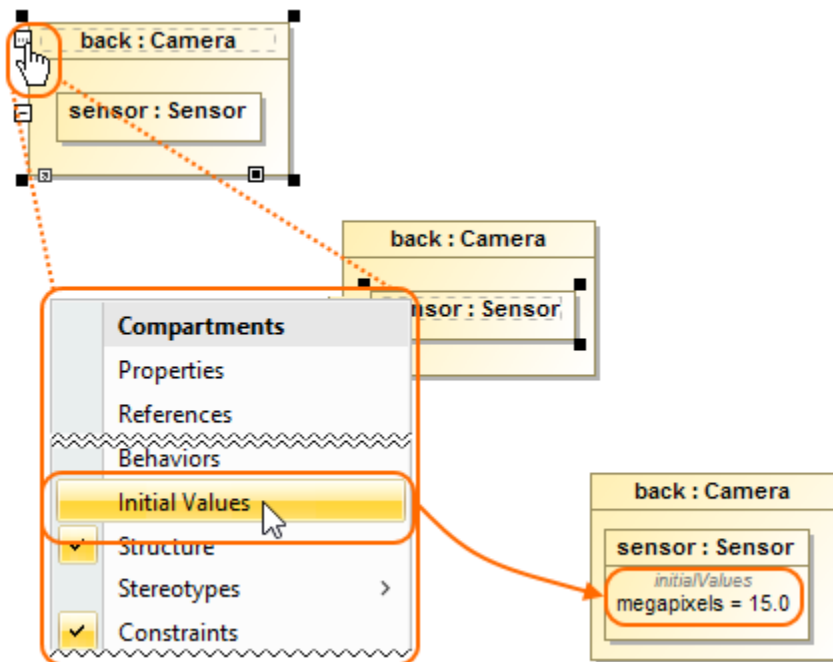 back : Camera
sensor : Sensor
back : Camera
nsor : Sensor
Compartments
Properties
References
Behaviors
Initial Values
Structure
Stereotypes
Constraints
back : Camera
sensor : Sensor
initialValues
megapixels = 15.0